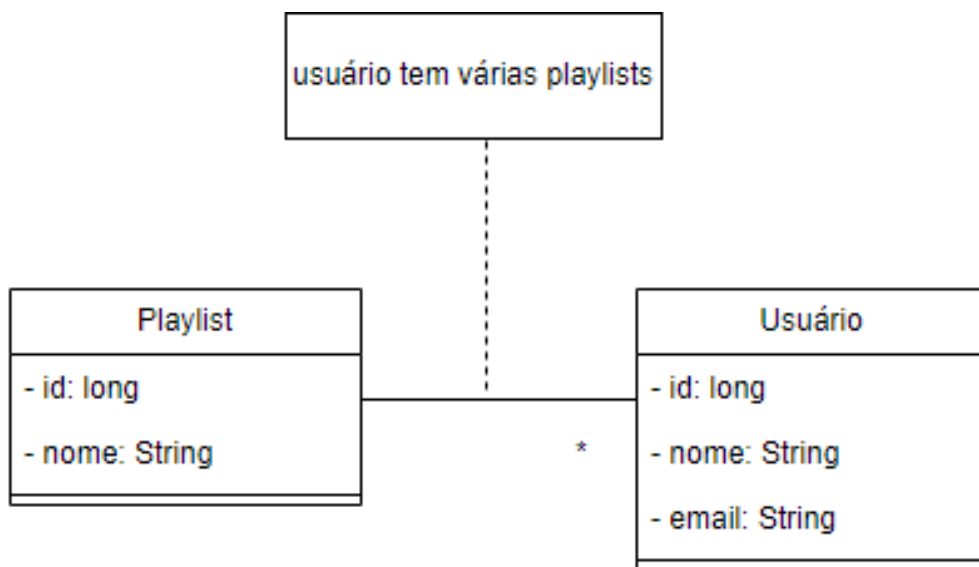 usuário tem várias playlists
Playlist
- id: long
- nome: String
Usuário
- id: long
- nome: String
- email: String
*